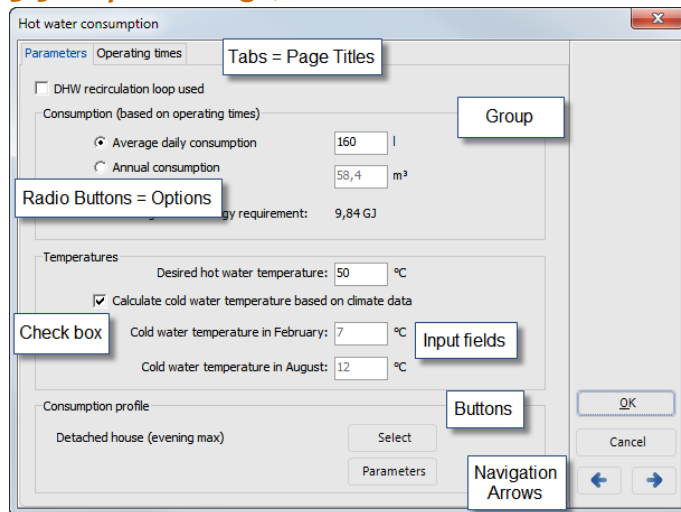 Hot water consumption
Parameters Operating times
Tabs = Page Titles
DHW recirculation loop used
Consumption (based on operating times)
Group
Average daily consumption 160 l
Annual consumption
58,4 m³
Radio Buttons = Options
gy requirement: 9,84 GJ
Temperatures
Desired hot water temperature: 50 °C
Calculate cold water temperature based on climate data
Check box
Cold water temperature in February: 7 °C
Input fields
Cold water temperature in August: 12 °C
Consumption profile
Buttons
OK
Detached house (evening max) Select
Cancel
Parameters
Navigation
Arrows